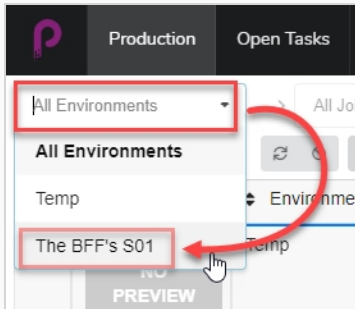 Production Open Tasks
All Environments All Jo
All Environments
Temp Environme
The BFF's S01 Temp
NO
PREVIEW